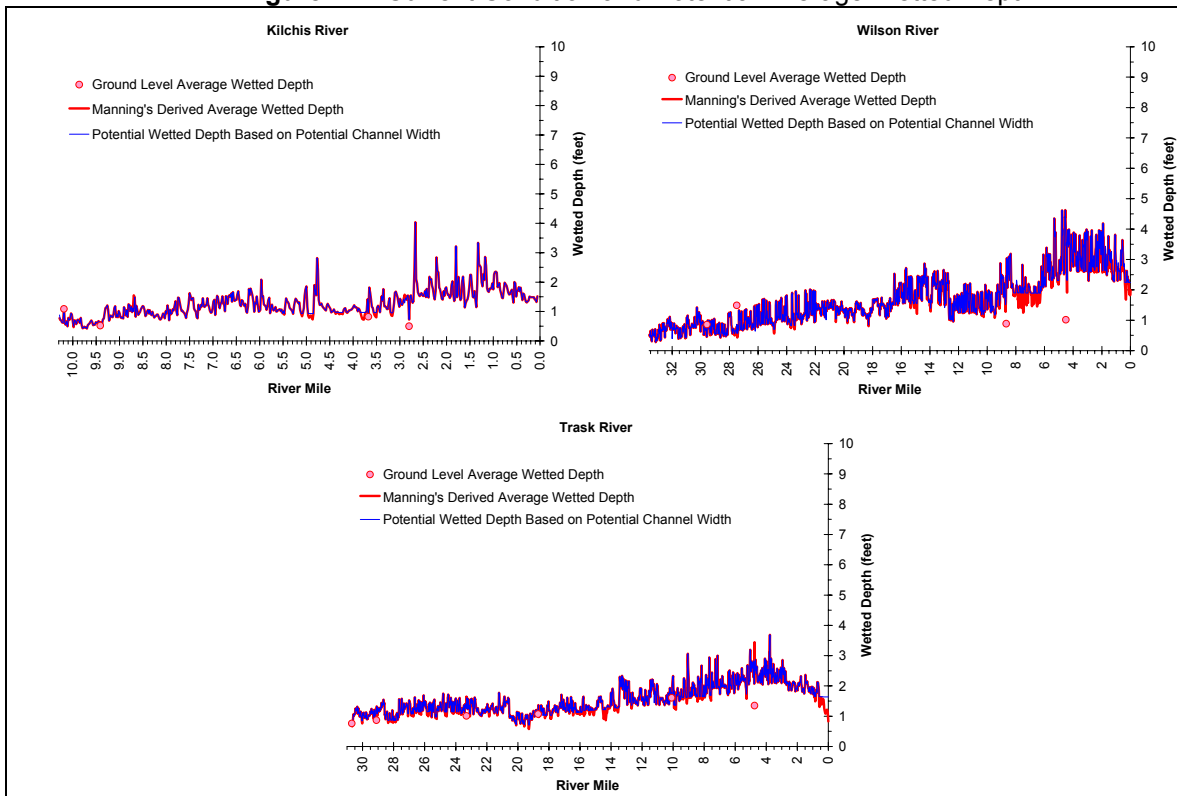 Kilchis River
Ground Level Average Wetted Depth
Manning's Derived Average Wetted Depth
Potential Wetted Depth Based on Potential Channel Width
10
9
8
7
6
5
4
3
2
1
0
Wetted Depth (feet)
10.0 9.5 9.0 8.5 8.0 7.5 7.0 6.5 6.0 5.5 5.0 4.5 4.0 3.5 3.0 2.5 2.0 1.5 1.0 0.5 0.0
River Mile
Wilson River
Ground Level Average Wetted Depth
Manning's Derived Average Wetted Depth
Potential Wetted Depth Based on Potential Channel Width
10
9
8
7
6
5
4
3
2
1
0
Wetted Depth (feet)
32 30 28 26 24 22 20 18 16 14 12 10 8 6 4 2 0
River Mile
Trask River
Ground Level Average Wetted Depth
Manning's Derived Average Wetted Depth
Potential Wetted Depth Based on Potential Channel Width
10
9
8
7
6
5
4
3
2
1
0
Wetted Depth (feet)
30 28 26 24 22 20 18 16 14 12 10 8 6 4 2 0
River Mile